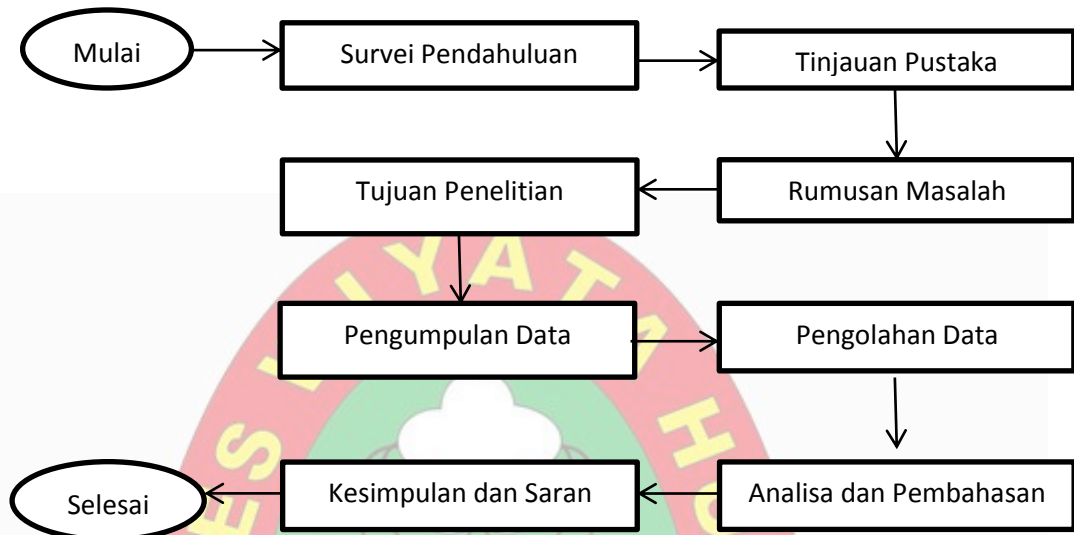 Mulai
Survei Pendahuluan
Tinjauan Pustaka
Rumusan Masalah
Tujuan Penelitian
Pengumpulan Data
Pengolahan Data
Analisa dan Pembahasan
Kesimpulan dan Saran
Selesai